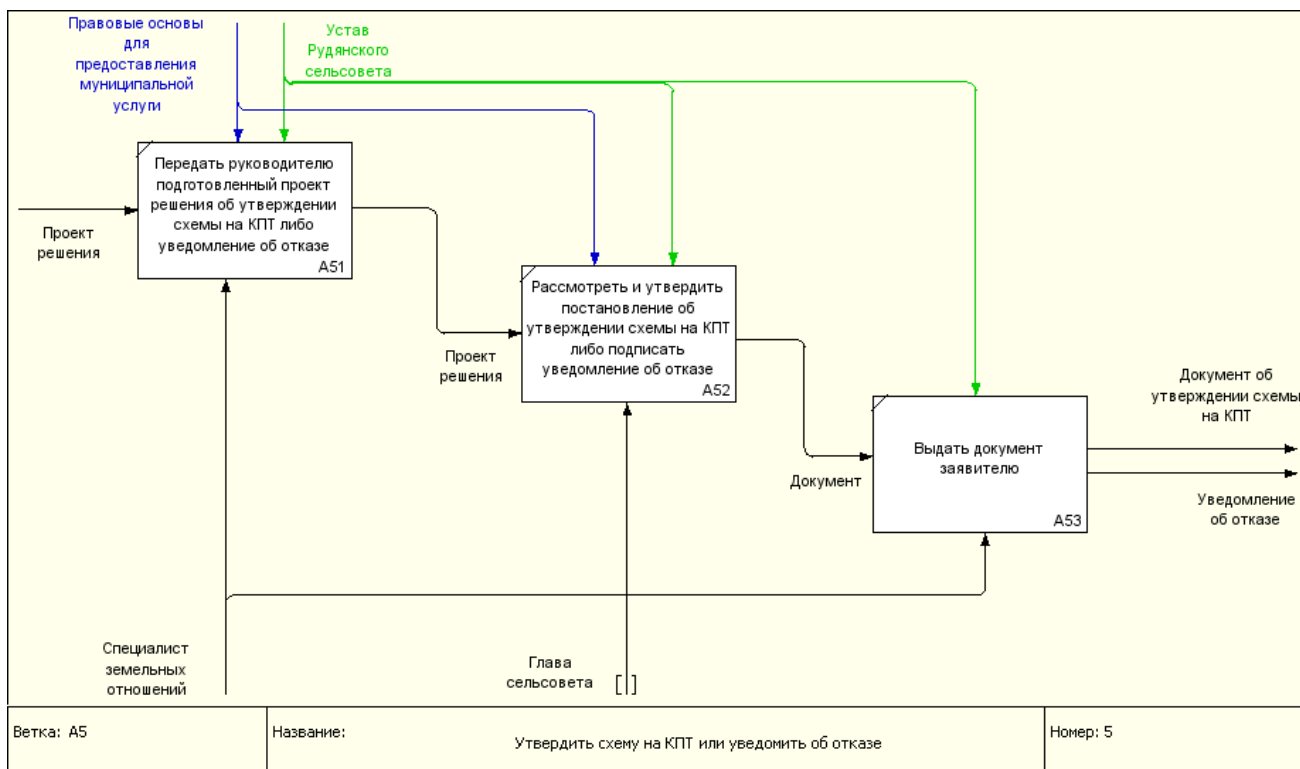 Правовые основы
для
предоставления
муниципальной
услуги
Устав
Рудянского
сельсовета
Передать руководителю
подготовленный проект
решения об утверждении
схемы на КПТ либо
уведомление об отказе
A51
Проект
решения
Рассмотреть и утвердить
постановление об
утверждении схемы на КПТ
либо подписать
уведомление об отказе
A52
Проект
решения
Документ об
утверждении схемы
на КПТ
Выдать документ
заявителю
A53
Документ
Уведомление
об отказе
Специалист
земельных
отношений
Глава
сельсовета
Ветка: A5
Название:
Утвердить схему на КПТ или уведомить об отказе
Номер: 5